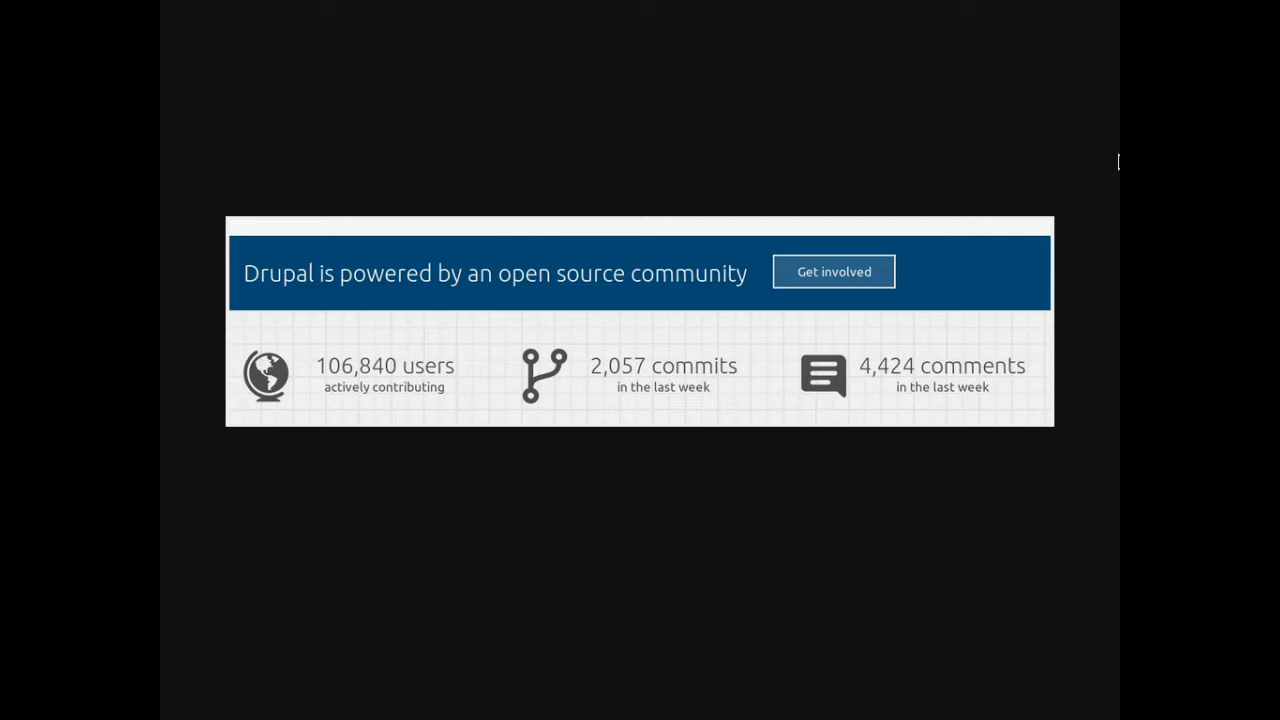 Drupal is powered by an open source community
Get involved
106,840 users
actively contributing
2,057 commits
in the last week
4,424 comments
in the last week